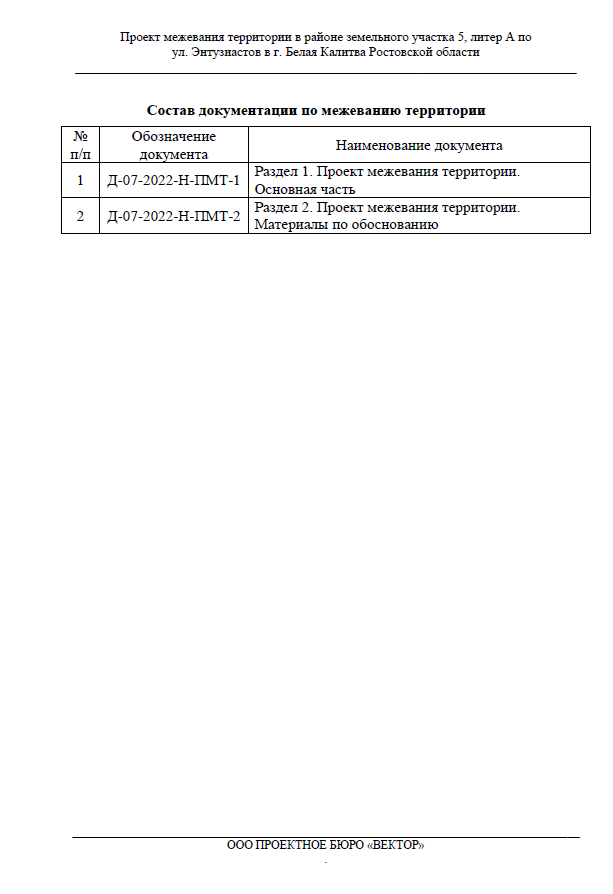 Проект межевания территории в районе земельного участка 5, литер А по
ул. Энтузиастов в г. Белая Калитва Ростовской области
Состав документации по межеванию территории
№ п/п Обозначение документа Наименование документа
1 Д-07-2022-Н-ПМТ-1 Раздел 1. Проект межевания территории.
Основная часть
2 Д-07-2022-Н-ПМТ-2 Раздел 2. Проект межевания территории.
Материалы по обоснованию
ООО ПРОЕКТНОЕ БЮРО «ВЕКТОР»